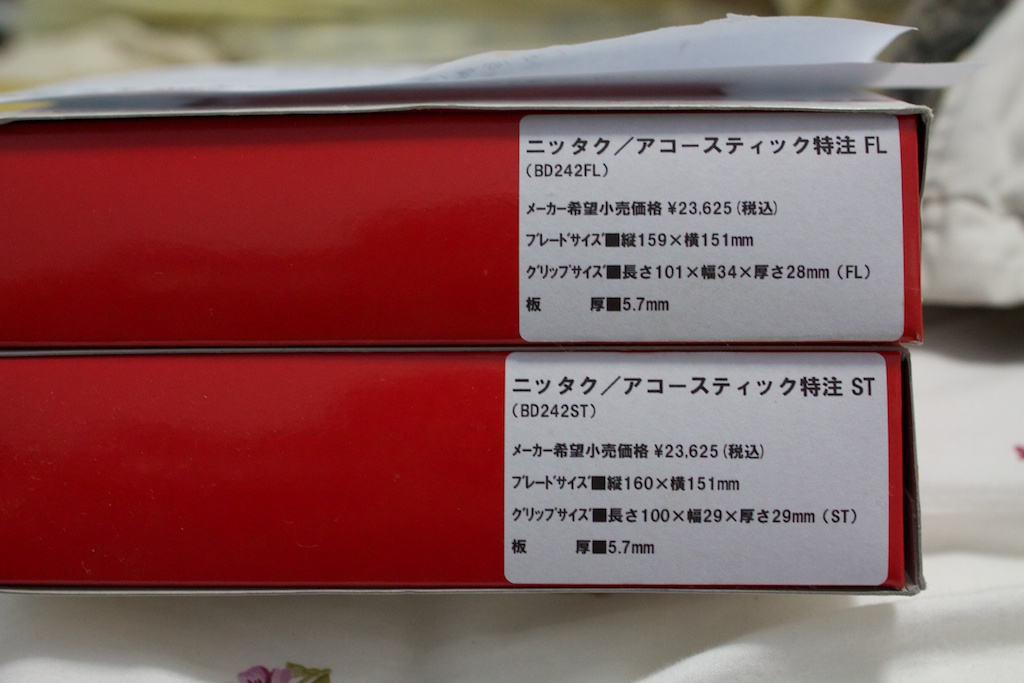 ニッタク／アコースティック特注 FL
（BD242FL）
ﾒｰｶｰ希望小売価格 ¥23,625（税込）
ﾌﾞﾚｰﾄﾞｻｲｽﾞ■縦159×横151mm
ｸﾞﾘｯﾌﾟｻｲｽﾞ■長さ101×幅34×厚さ28mm（FL）
板　　厚■5.7mm
ニッタク／アコースティック特注 ST
（BD242ST）
ﾒｰｶｰ希望小売価格 ¥23,625（税込）
ﾌﾞﾚｰﾄﾞｻｲｽﾞ■縦160×横151mm
ｸﾞﾘｯﾌﾟｻｲｽﾞ■長さ100×幅29×厚さ29mm（ST）
板　　厚■5.7mm